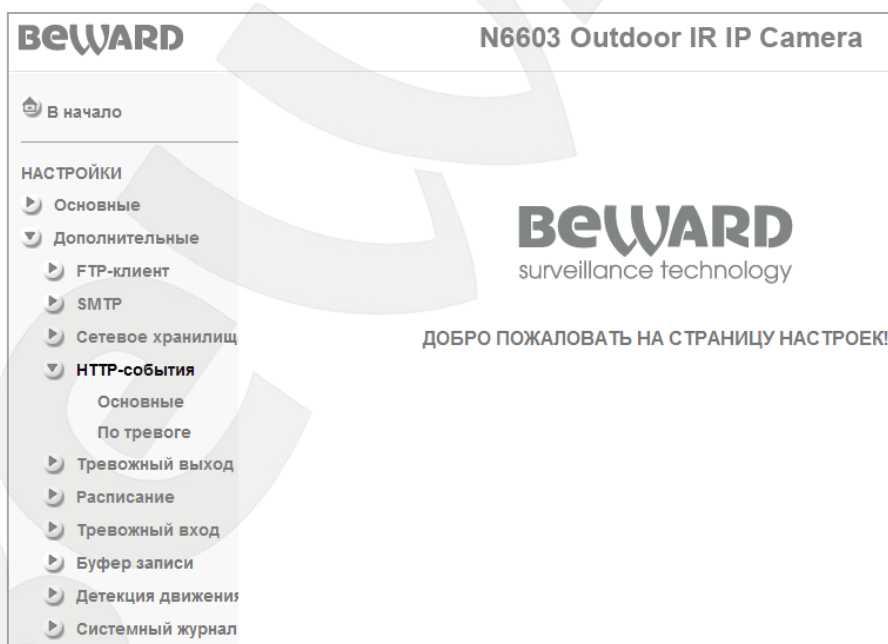 BEWARD
N6603 Outdoor IR IP Camera
В начало
НАСТРОЙКИ
Основные
Дополнительные
FTP-клиент
SMTP
Сетевое хранилищ
HTTP-события
Основные
По тревоге
Тревожный выход
Расписание
Тревожный вход
Буфер записи
Детекция движения
Системный журнал
BEWARD
surveillance technology
ДОБРО ПОЖАЛОВАТЬ НА СТРАНИЦУ НАСТРОЕК!